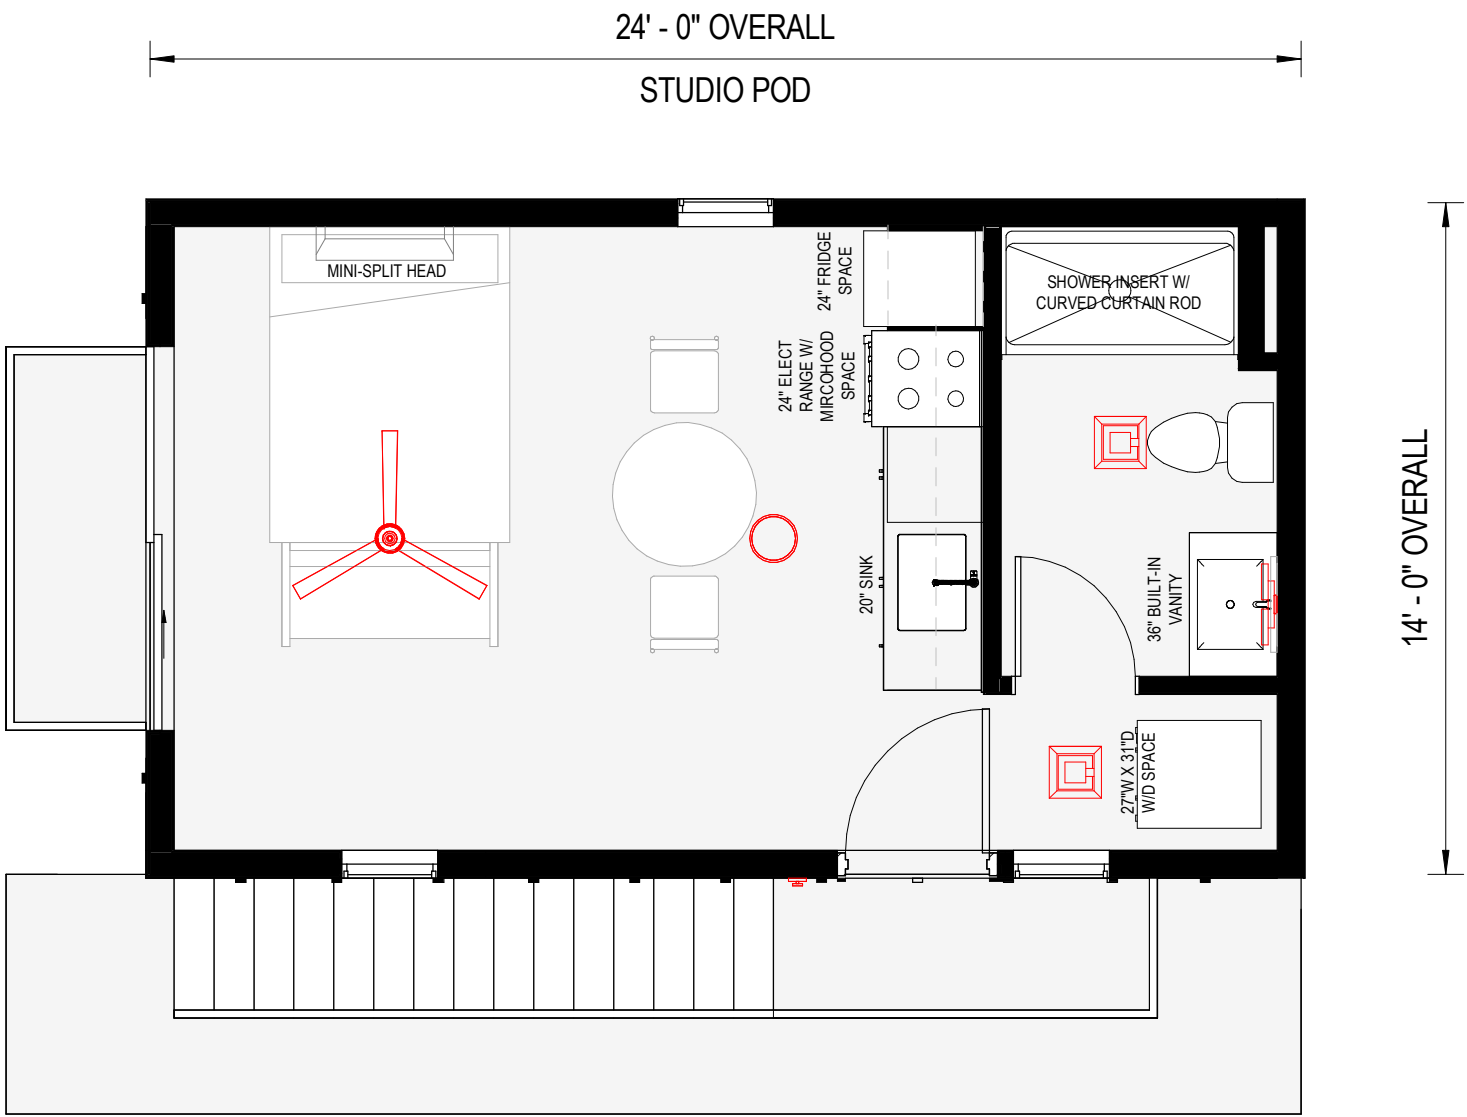 24' - 0" OVERALL
STUDIO POD
MINI-SPLIT HEAD
24" FRIDGE
SPACE
SHOWER INSERT W/
CURVED CURTAIN ROD
24" ELECT
RANGE W/
MIRCOHOOD
SPACE
20" SINK
36" BUILT-IN
VANITY
27"W X 31"D
W/D SPACE
14' - 0" OVERALL